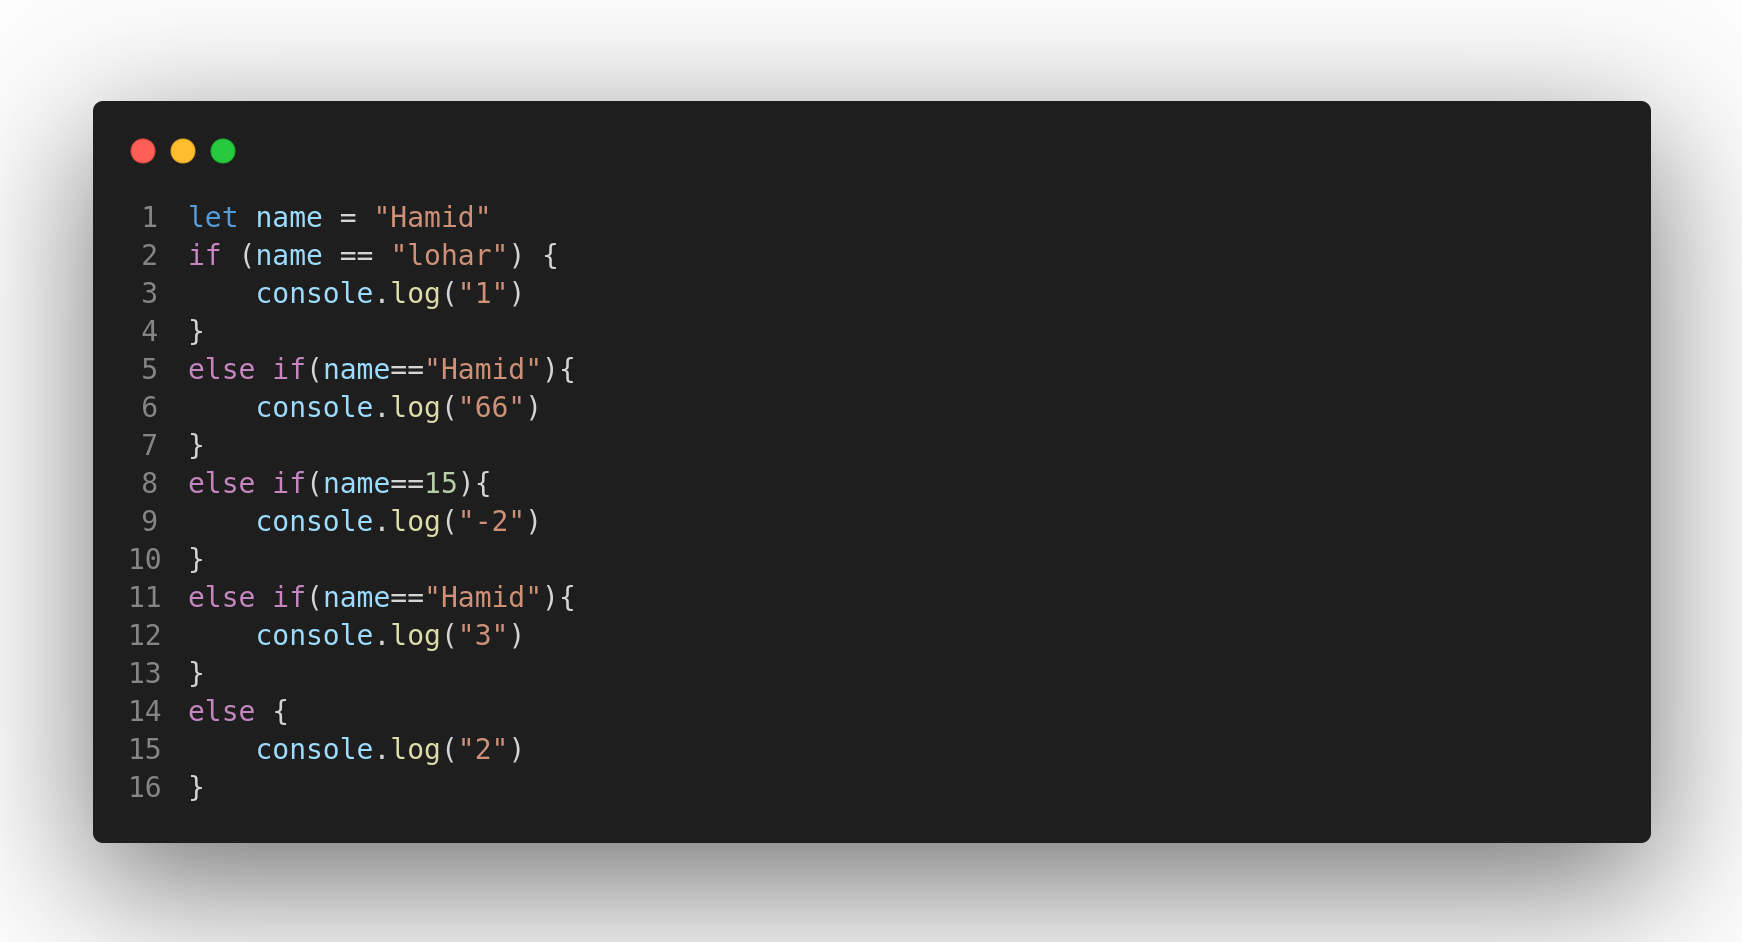 1 let name = "Hamid"
2 if (name == "lohar") {
3     console.log("1")
4 }
5 else if(name=="Hamid"){
6     console.log("66")
7 }
8 else if(name==15){
9     console.log("-2")
10 }
11 else if(name=="Hamid"){
12     console.log("3")
13 }
14 else {
15     console.log("2")
16 }